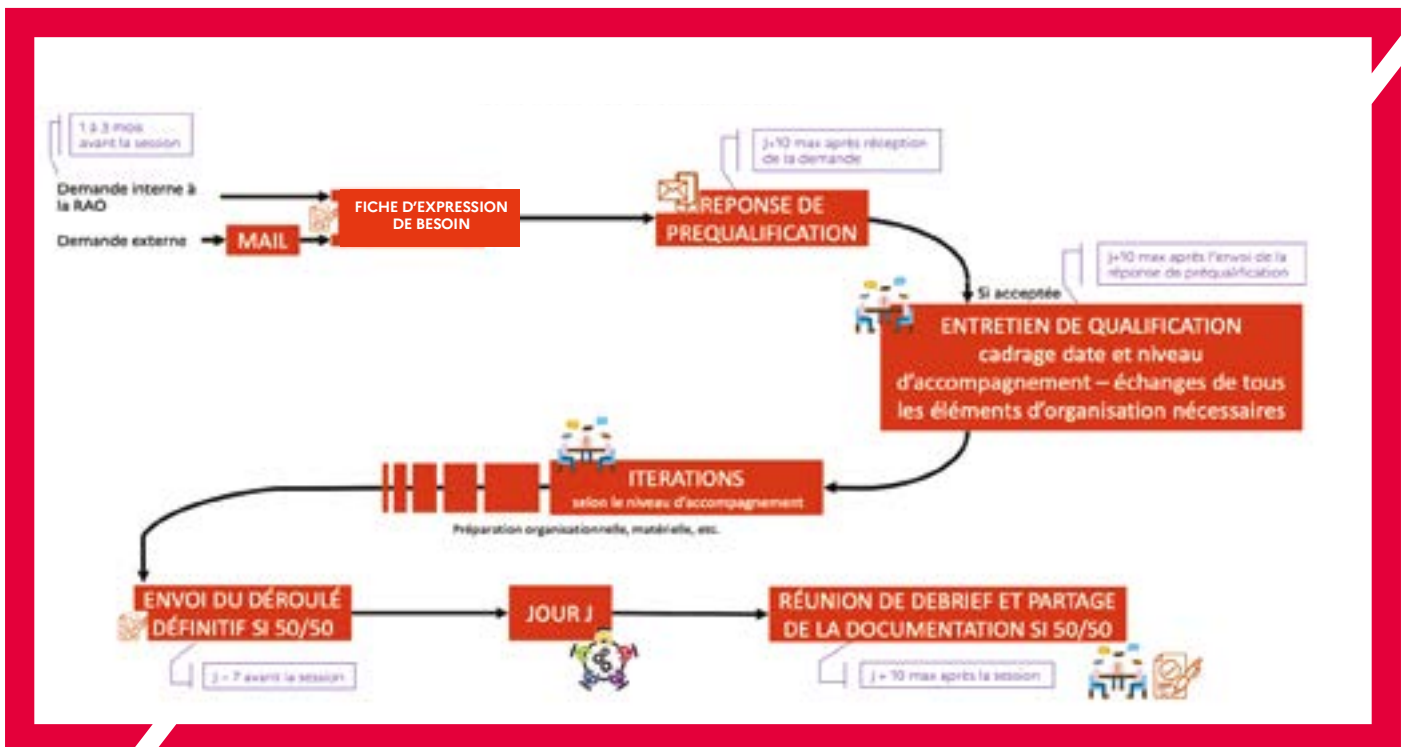 1 à 3 mois
avant la session
Demande interne à
la RAO
Demande externe
MAIL
FICHE D'EXPRESSION
DE BESOIN
J+10 max après réception
de la demande
REPONSE DE
PREQUALIFICATION
J+10 max après l'envoi de la
réponse de préqualification
Si acceptée
ENTRETIEN DE QUALIFICATION
cadrage date et niveau
d'accompagnement – échanges de tous
les éléments d'organisation nécessaires
ITERATIONS
selon le niveau d'accompagnement
Préparation organisationnelle, matérielle, etc.
ENVOI DU DÉROULÉ
DÉFINITIF SI 50/50
J – 7 avant la session
JOUR J
RÉUNION DE DEBRIEF ET PARTAGE
DE LA DOCUMENTATION SI 50/50
J + 10 max après la session